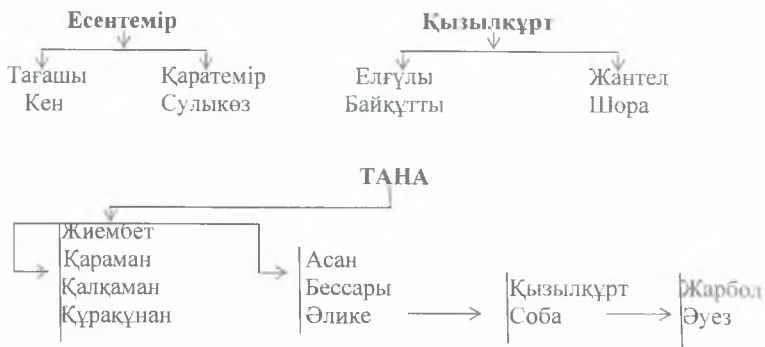 Есентемір Қызылқұрт
Тағашы Қаратемір Елғұлы Жантел
Кен Сулыкөз Байқұтты Шора
ТАНА
Жиембет
Қараман Асан
Қалқаман Бессары Қызылқұрт Жарбол
Құрақұнан Әлике Соба Әуез